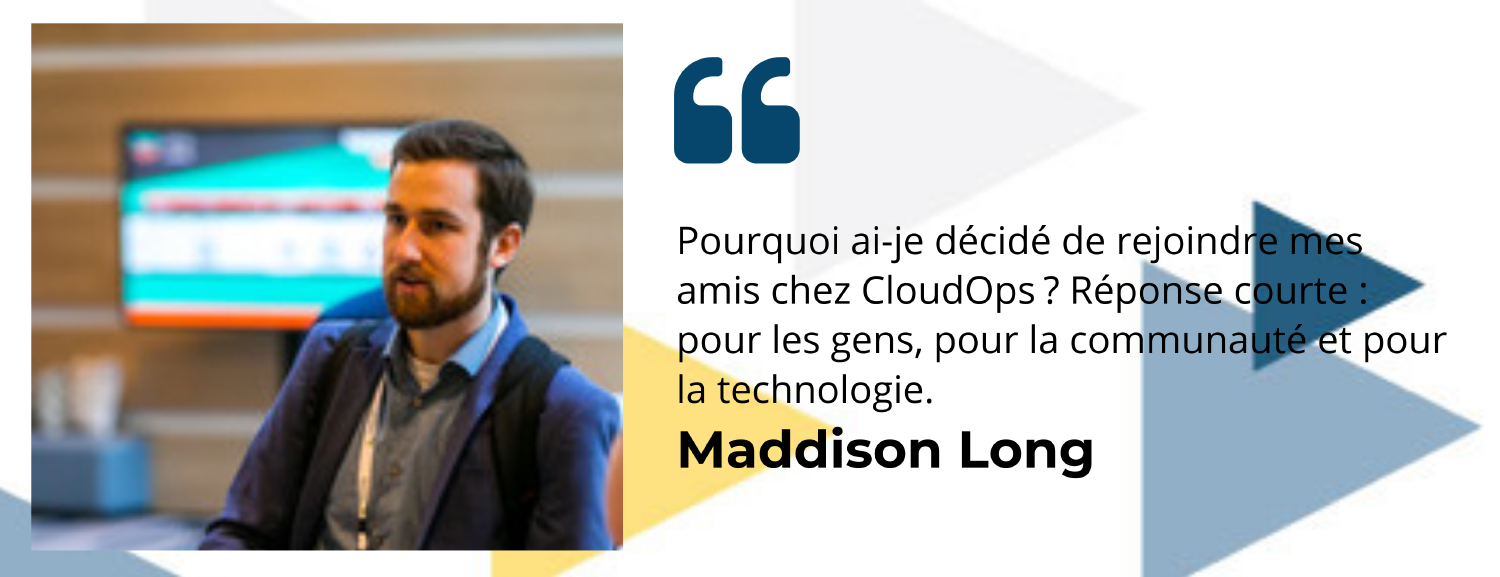 Pourquoi ai-je décidé de rejoindre mes
amis chez CloudOps ? Réponse courte :
pour les gens, pour la communauté et pour
la technologie.
Maddison Long